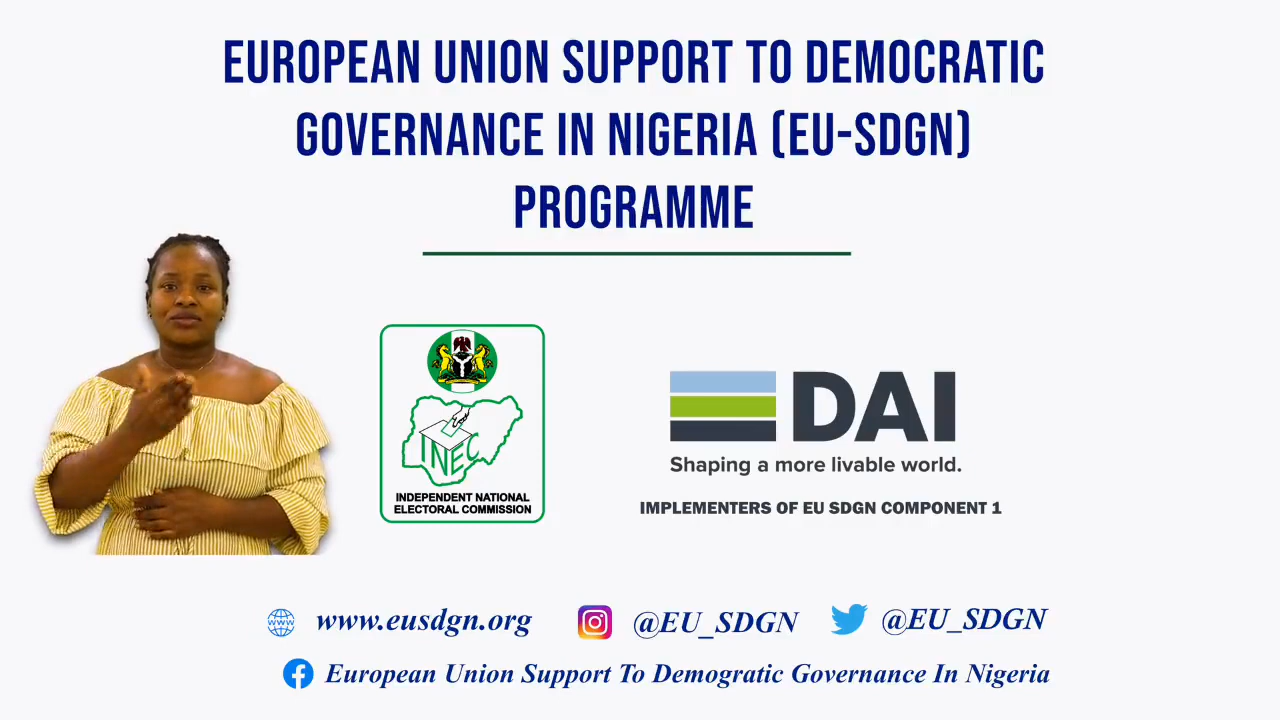 EUROPEAN UNION SUPPORT TO DEMOCRATIC
GOVERNANCE IN NIGERIA (EU-SDGN)
PROGRAMME
INEC
INDEPENDENT NATIONAL
ELECTORAL COMMISSION
DAI
Shaping a more livable world.
IMPLEMENTERS OF EU SDGN COMPONENT 1
www www.eusdgn.org @EU_SDGN @EU_SDGN
European Union Support To Demogratic Governance In Nigeria